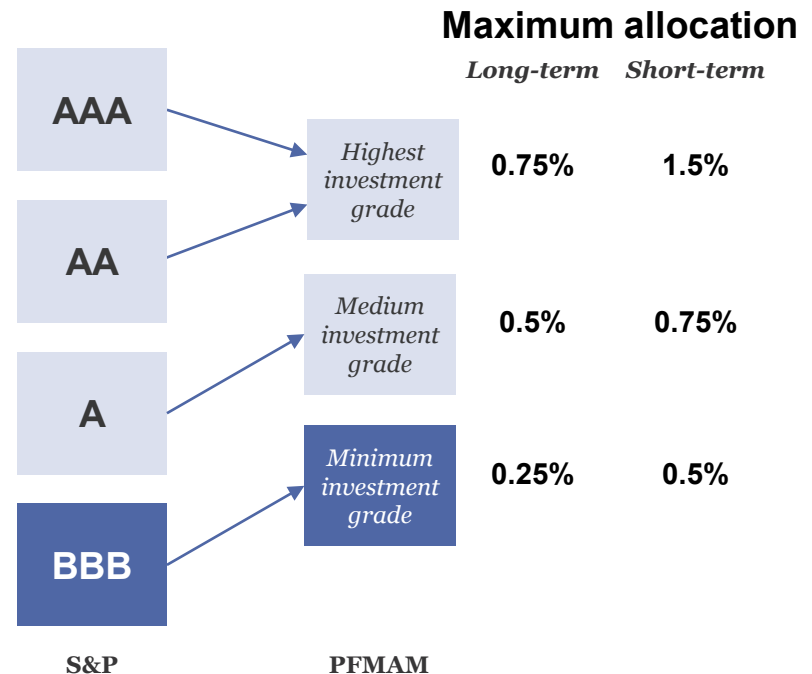 Maximum allocation
Long-term Short-term
AAA
Highest
investment
grade
0.75% 1.5%
AA
Medium
investment
grade
0.5% 0.75%
A
Minimum
investment
grade
0.25% 0.5%
BBB
S&P PFMAM